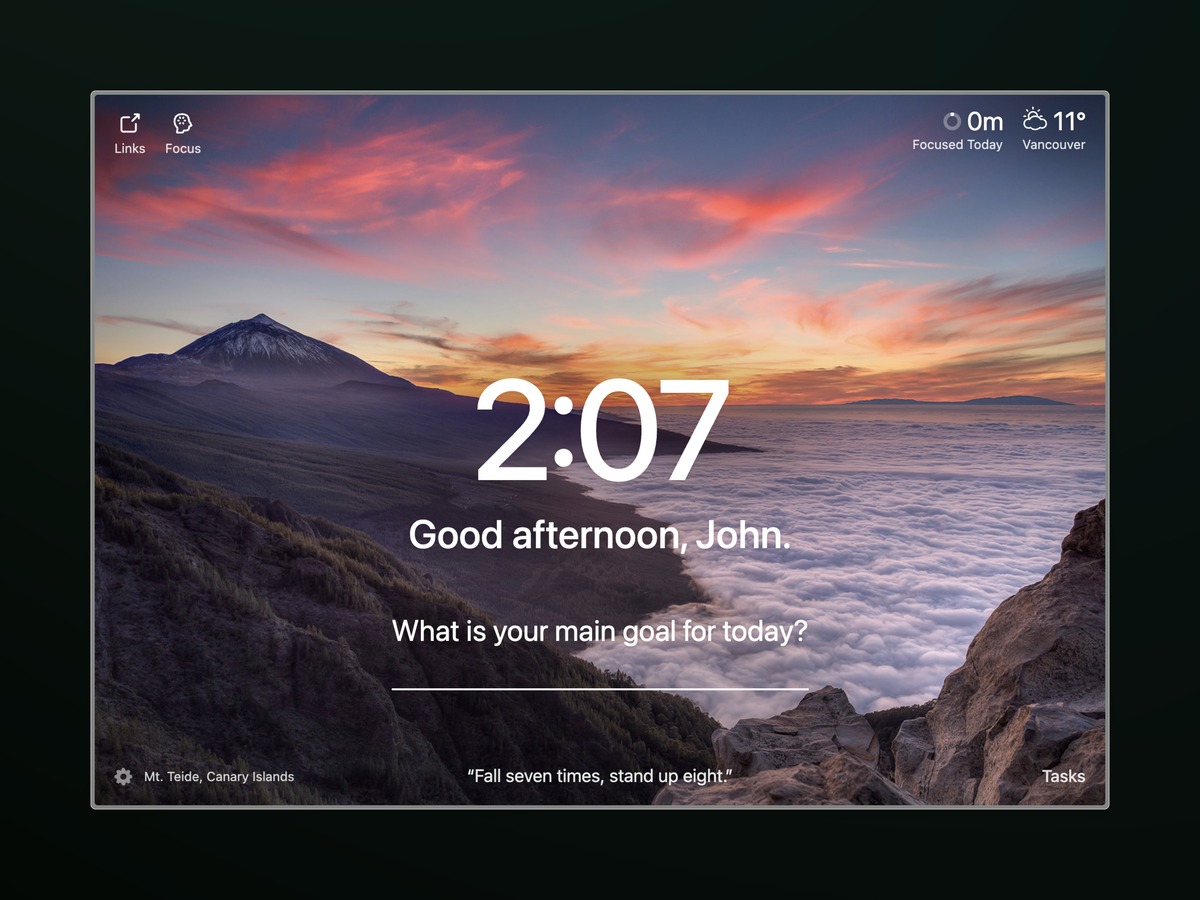 Links
Focus
0m
Focused Today
11°
Vancouver
2:07
Good afternoon, John.
What is your main goal for today?
Mt. Teide, Canary Islands
“Fall seven times, stand up eight.”
Tasks